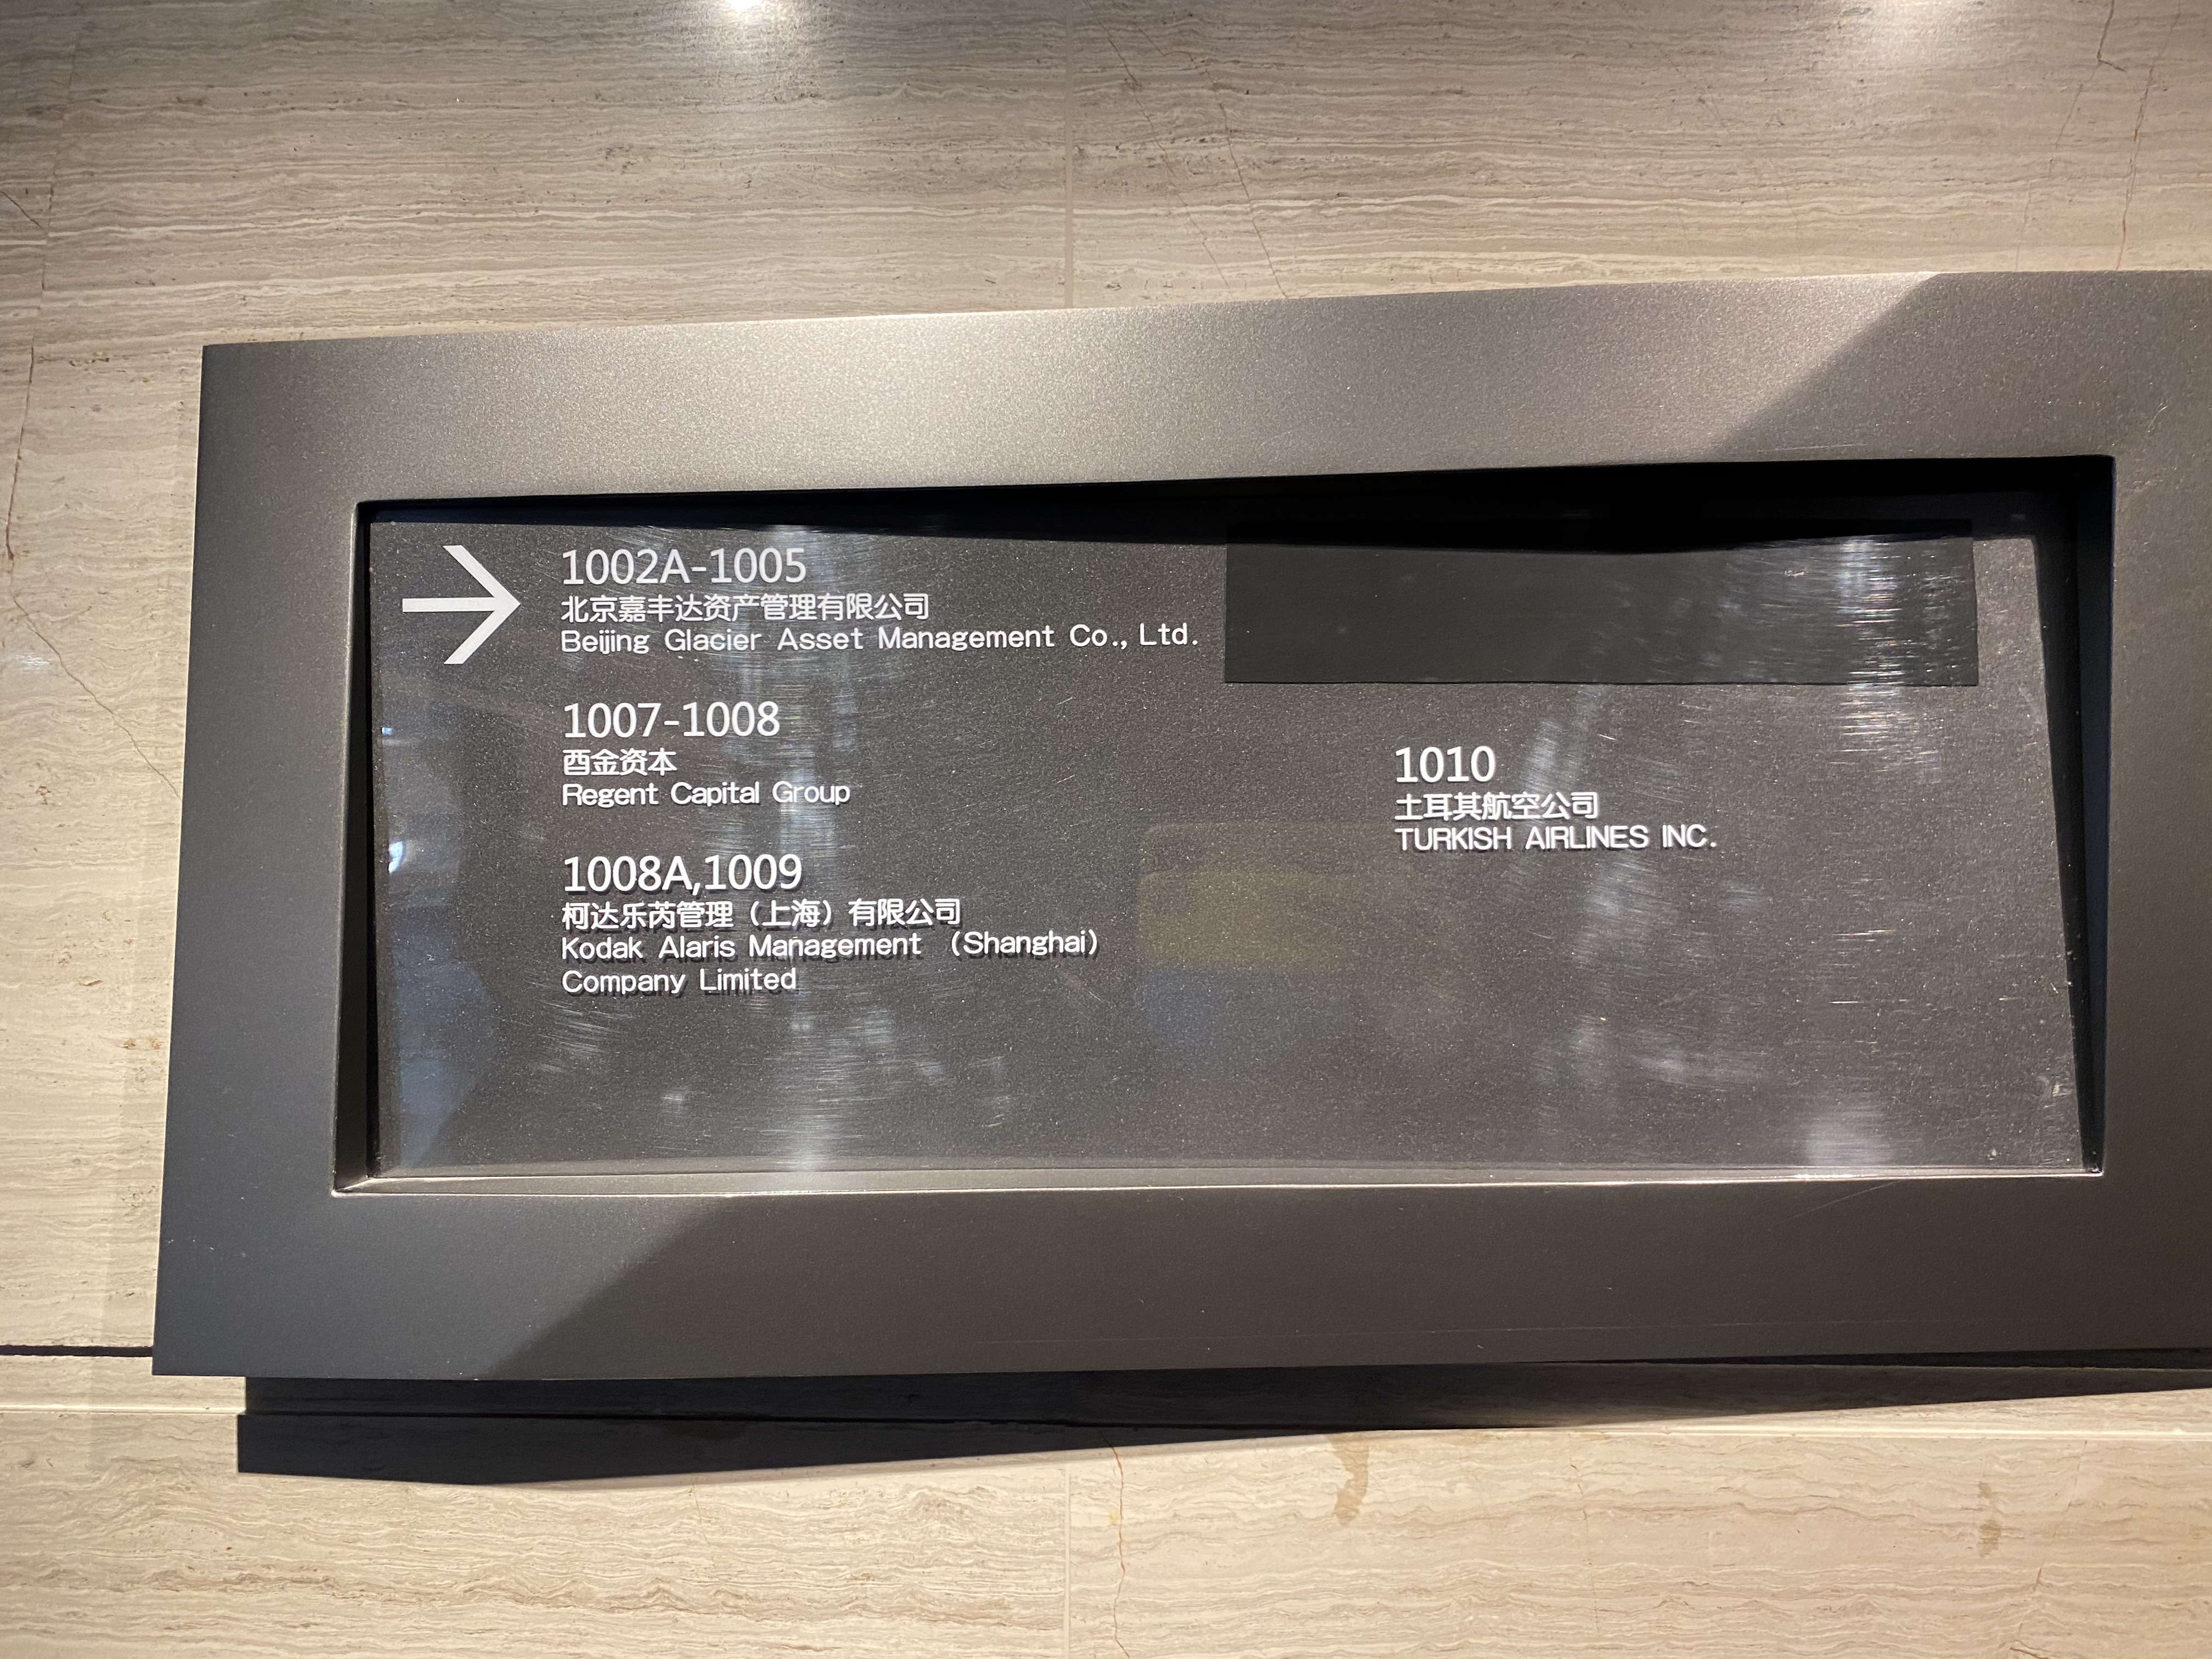 1002A-1005
北京嘉丰达资产管理有限公司
Beijing Glacier Asset Management Co., Ltd.
1007-1008
酉金资本
Regent Capital Group
1008A,1009
柯达乐芮管理（上海）有限公司
Kodak Alaris Management （Shanghai）
Company Limited
1010
土耳其航空公司
TURKISH AIRLINES INC.